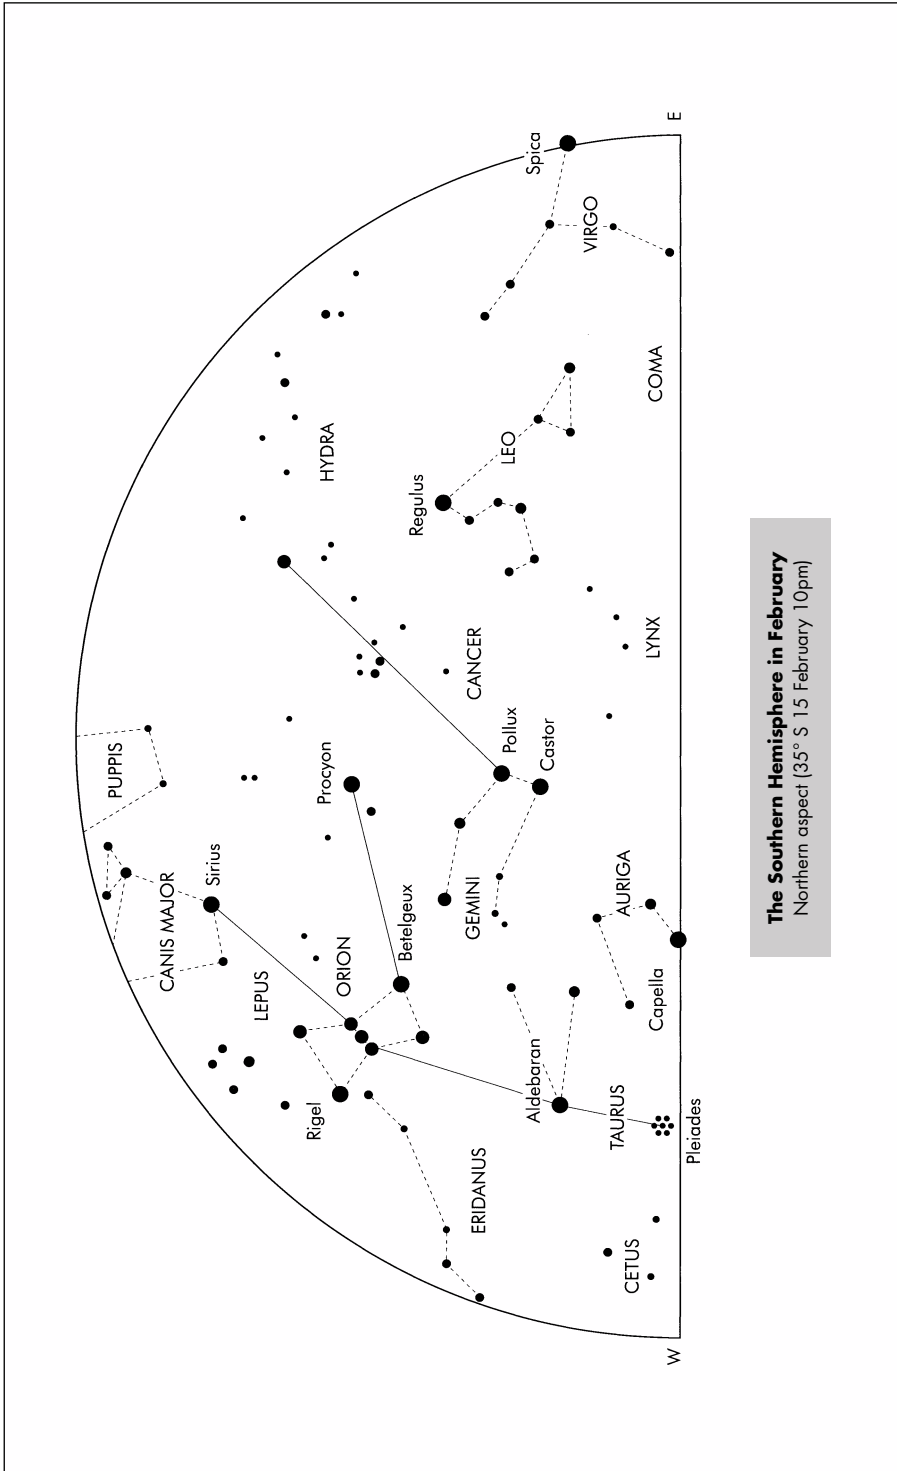 E
Spica
VIRGO
COMA
LEO
Regulus
HYDRA
LYNX
CANCER
Pollux
Castor
Procyon
PUPPIS
Sirius
CANIS MAJOR
GEMINI
AURIGA
Capella
Betelgeux
ORION
LEPUS
Rigel
Aldebaran
TAURUS
Pleiades
ERIDANUS
CETUS
W
The Southern Hemisphere in February
Northern aspect (35° S 15 February 10pm)